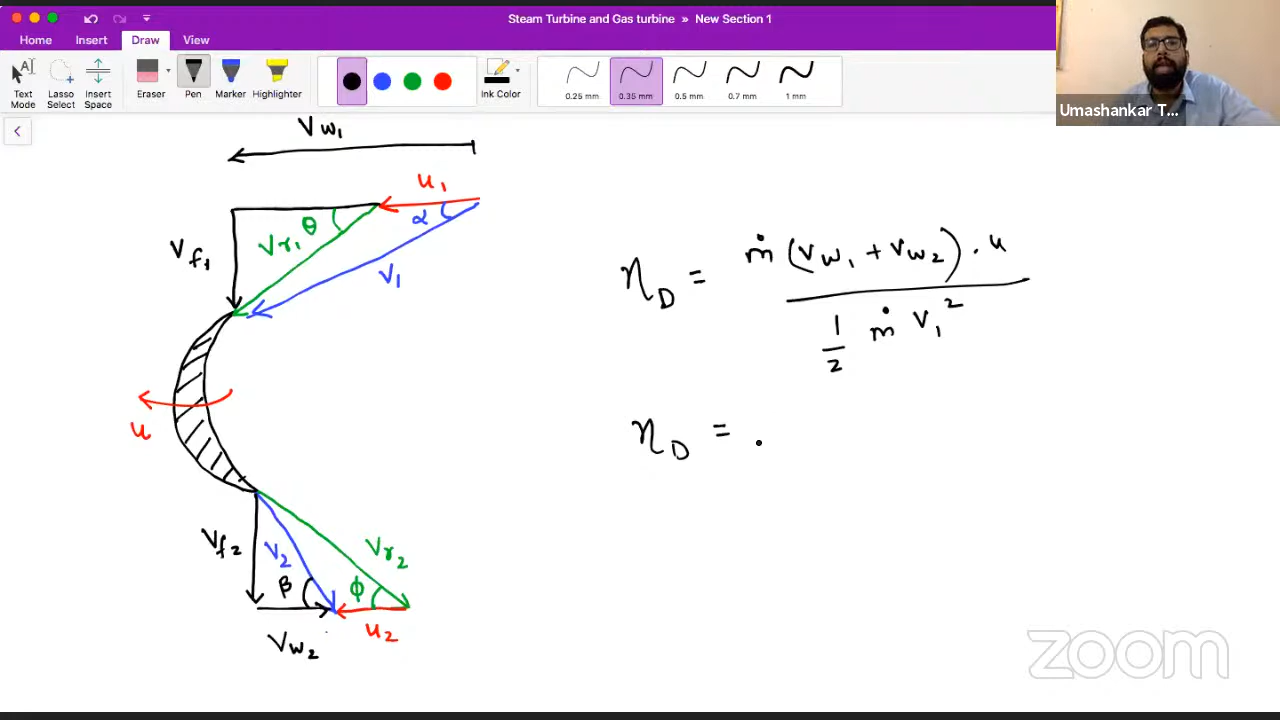 Steam Turbine and Gas turbine » New Section 1
Home Insert Draw View
Text Mode
Lasso Select
Insert Space
Eraser
Pen
Marker
Highlighter
Ink Color
0.25 mm
0.35 mm
0.5 mm
0.7 mm
1 mm
Umashankar T...
Vw₁
u₁
θ
α
Vr₁
Vf₁
V₁
η_D = ṁ (Vw₁ + Vw₂) . u / ½ ṁ V₁²
u
η_D = .
Vf₂
V₂
Vr₂
β
φ
u₂
Vw₂
zoom